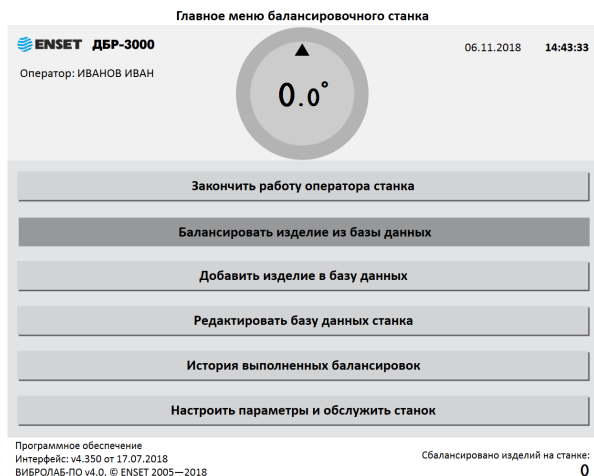 Главное меню балансировочного станка
ENSET ДБР-3000
06.11.2018 14:43:33
Оператор: ИВАНОВ ИВАН
0.0°
Закончить работу оператора станка
Балансировать изделие из базы данных
Добавить изделие в базу данных
Редактировать базу данных станка
История выполненных балансировок
Настроить параметры и обслужить станок
Программное обеспечение
Интерфейс: v4.350 от 17.07.2018
ВИБРОЛАБ-ПО v4.0, © ENSET 2005—2018
Сбалансировано изделий на станке:
0